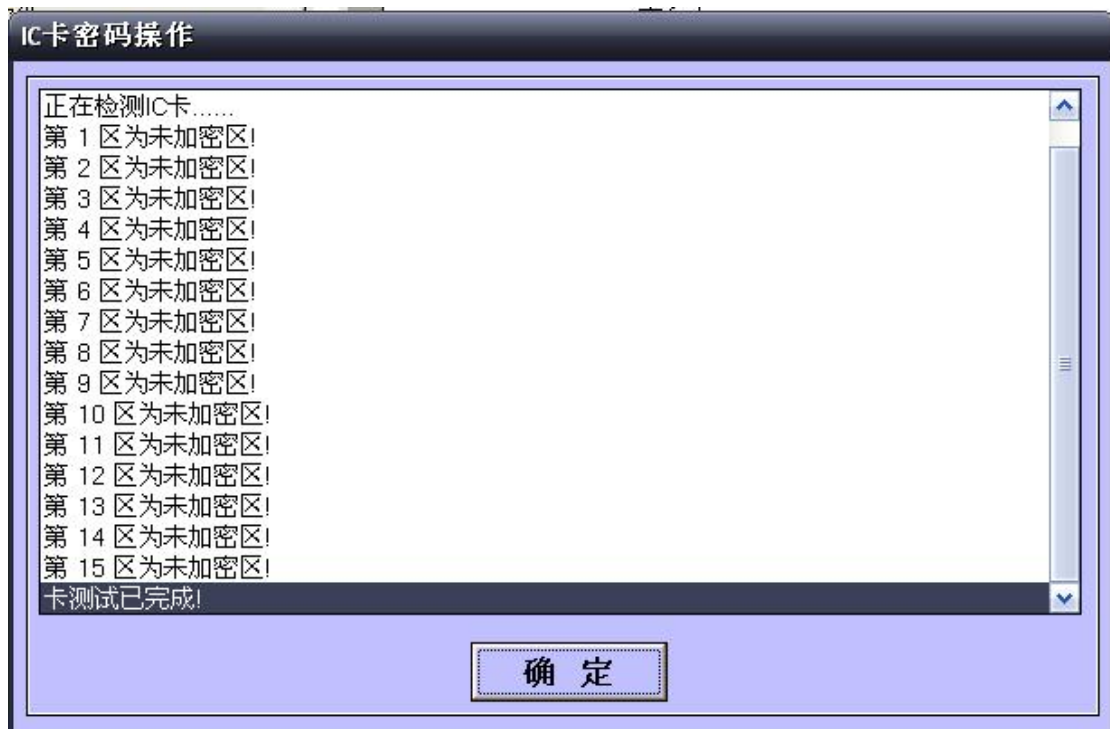 IC卡密码操作
正在检测IC卡......
第 1 区为未加密区!
第 2 区为未加密区!
第 3 区为未加密区!
第 4 区为未加密区!
第 5 区为未加密区!
第 6 区为未加密区!
第 7 区为未加密区!
第 8 区为未加密区!
第 9 区为未加密区!
第 10 区为未加密区!
第 11 区为未加密区!
第 12 区为未加密区!
第 13 区为未加密区!
第 14 区为未加密区!
第 15 区为未加密区!
卡测试已完成!
确 定